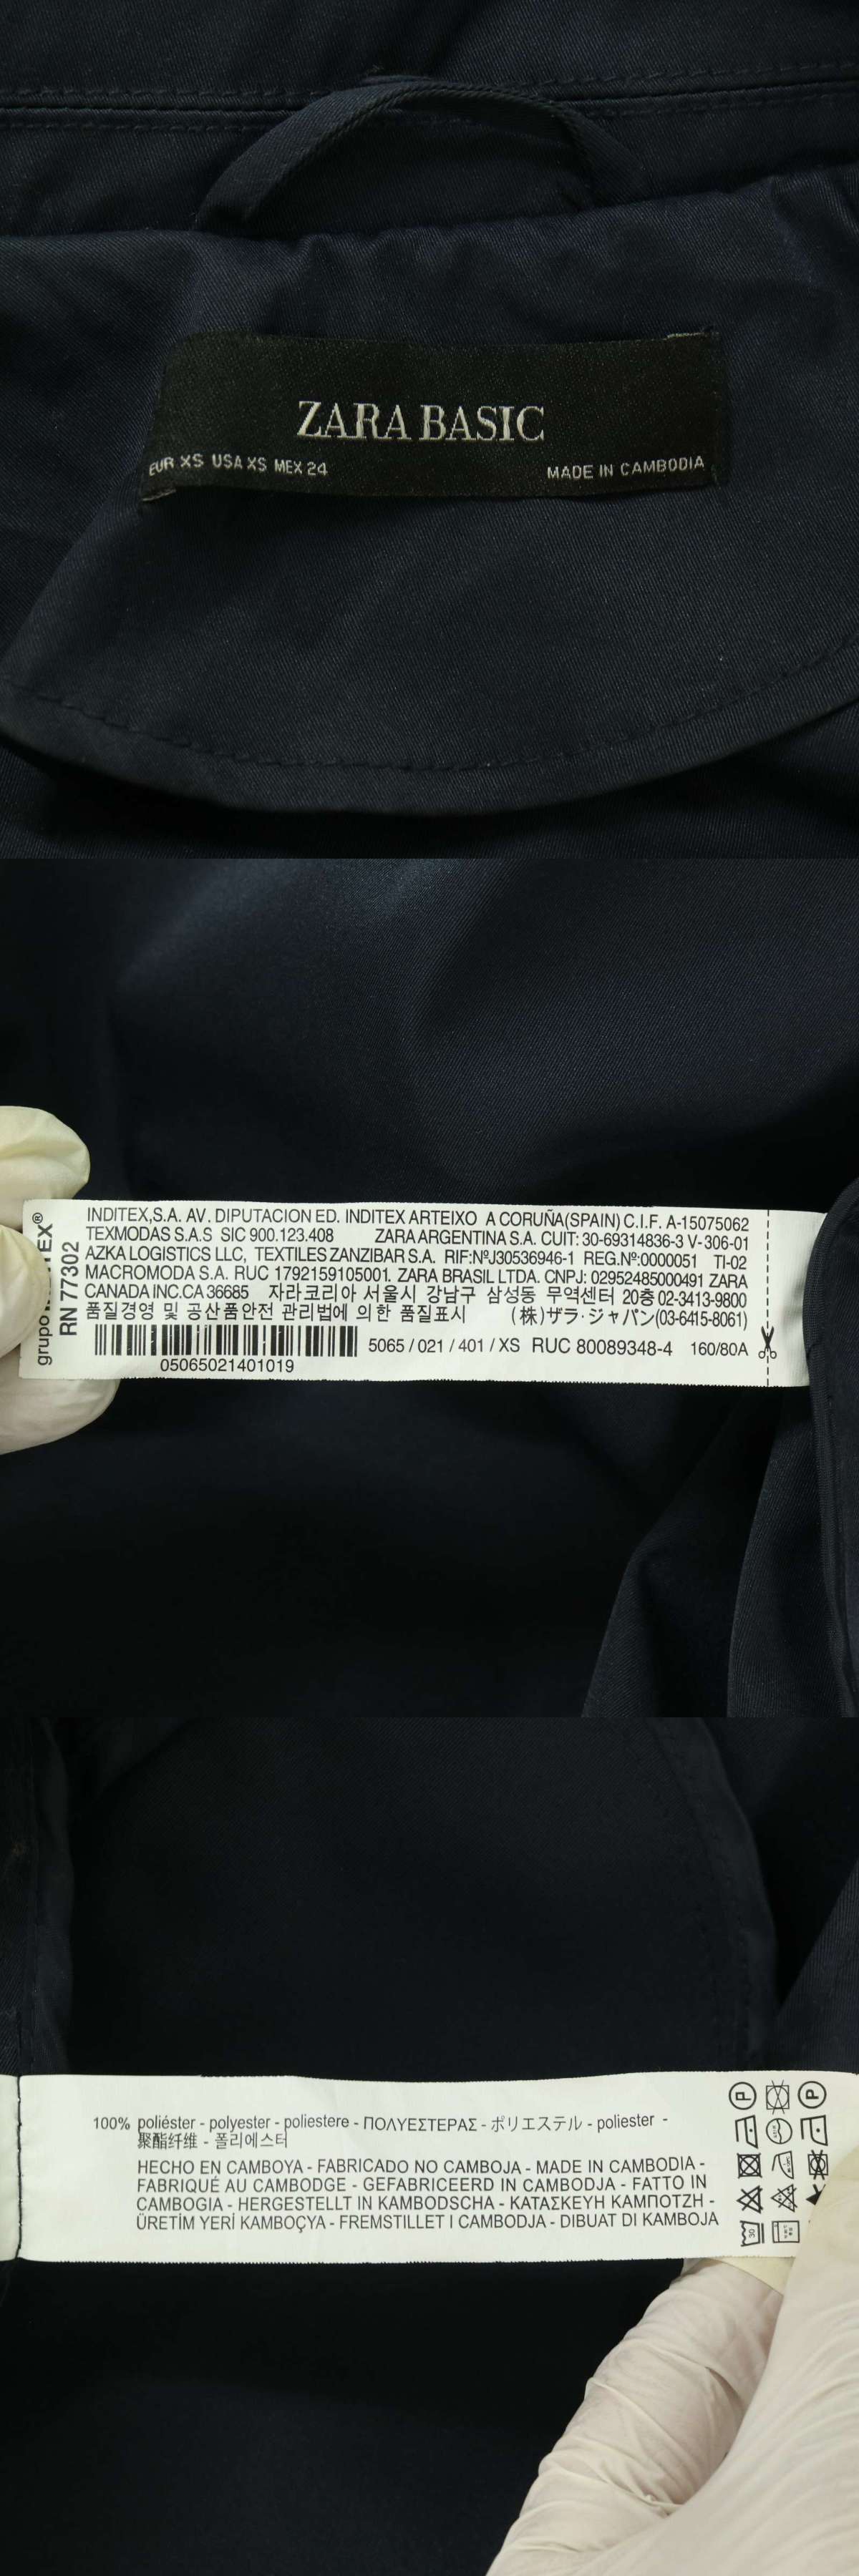 ZARA BASIC
EUR XS USA XS MEX 24
MADE IN CAMBODIA
grupo
RN 77302
INDITEX,S.A. AV. DIPUTACION ED. INDITEX ARTEIXO A CORUÑA(SPAIN) C.I.F. A-15075062
TEXMODAS S.A.S SIC 900.123.408 ZARA ARGENTINA S.A. CUIT: 30-69314836-3 V-306-01
AZKA LOGISTICS LLC, TEXTILES ZANZIBAR S.A. RIF:NºJ30536946-1 REG.Nº:0000051 TI-02
MACROMODA S.A. RUC 1792159105001. ZARA BRASIL LTDA. CNPJ: 02952485000491 ZARA
CANADA INC.CA 36685 자라코리아 서울시 강남구 삼성동 무역센터 20층 02-3413-9800
품질경영 및 공산품안전 관리법에 의한 품질표시 (株)ザラ・ジャパン(03-6415-8061)
5065 / 021 / 401 / XS RUC 80089348-4 160/80A
05065021401019
100% poliéster - polyester - poliestere - ΠΟΛΥΕΣΤΕΡΑΣ - ポリエステル - poliester -
聚酯纤维 - 폴리에스터
HECHO EN CAMBOYA - FABRICADO NO CAMBOJA - MADE IN CAMBODIA -
FABRIQUÉ AU CAMBODGE - GEFABRICEERD IN CAMBODJA - FATTO IN
CAMBOGIA - HERGESTELLT IN KAMBODSCHA - ΚΑΤΑΣΚΕΥΗ ΚΑΜΠΟΤΖΗ -
ÜRETİM YERİ KAMBOÇYA - FREMSTILLET I CAMBODJA - DIBUAT DI KAMBOJA
P
P
30